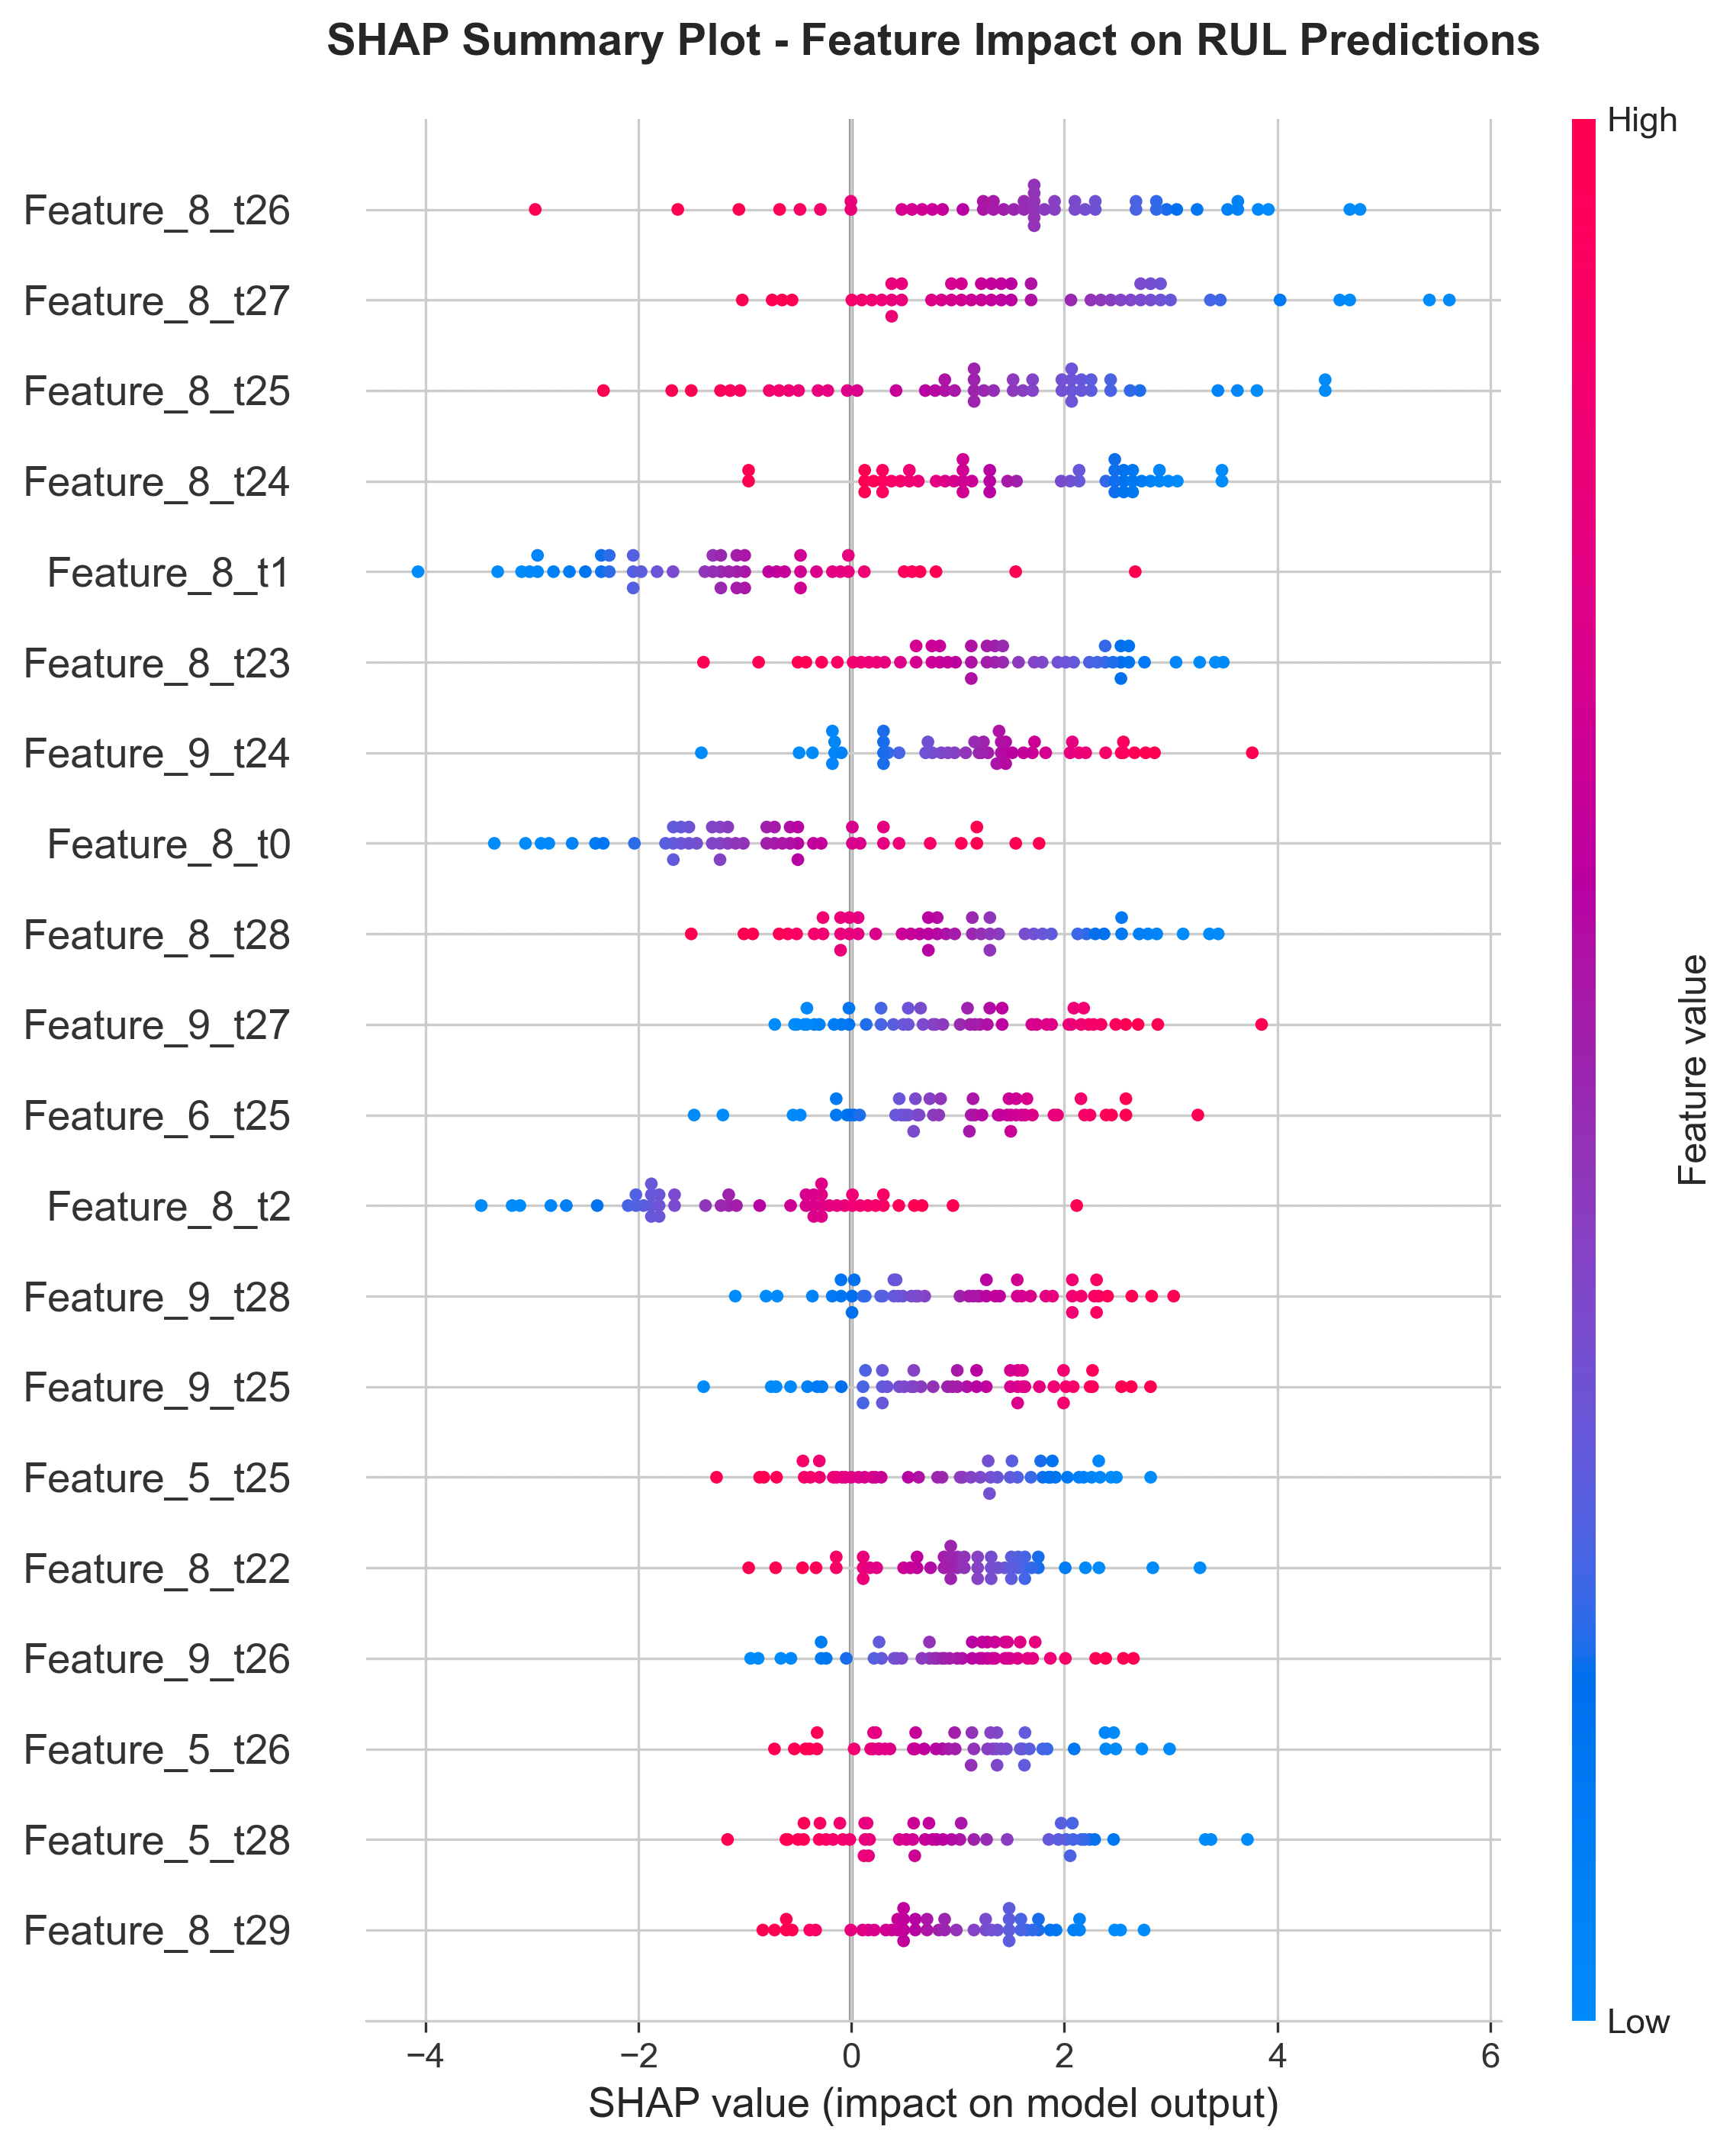 SHAP Summary Plot - Feature Impact on RUL Predictions
High
Feature_8_t26
Feature_8_t27
Feature_8_t25
Feature_8_t24
Feature_8_t1
Feature_8_t23
Feature_9_t24
Feature_8_t0
Feature_8_t28
Feature_9_t27
Feature_6_t25
Feature_8_t2
Feature_9_t28
Feature_9_t25
Feature_5_t25
Feature_8_t22
Feature_9_t26
Feature_5_t26
Feature_5_t28
Feature_8_t29
Feature value
Low
−4 −2 0 2 4 6
SHAP value (impact on model output)